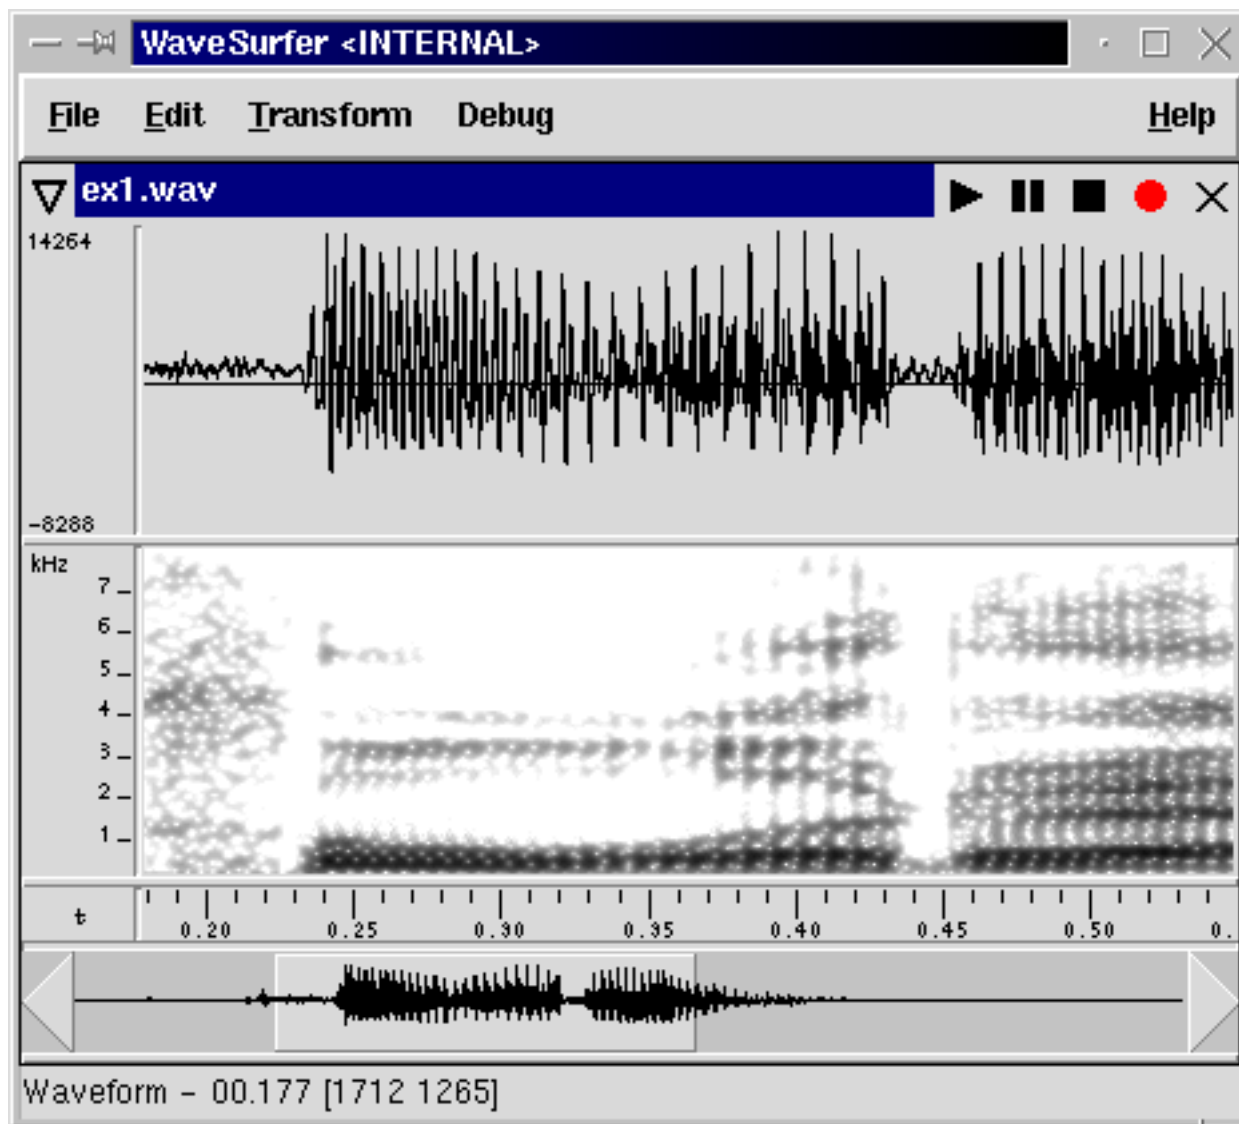 WaveSurfer <INTERNAL>
File Edit Transform Debug Help
ex1.wav
14264
-8288
kHz
7
6
5
4
3
2
1
t 0.20 0.25 0.30 0.35 0.40 0.45 0.50 0.
Waveform - 00.177 [1712 1265]